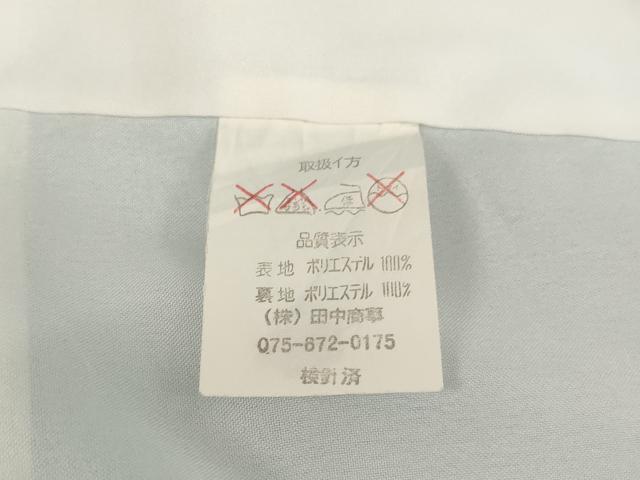 取扱イ方
低
品質表示
表地 ポリエステル 100%
裏地 ポリエステル 100%
(株) 田中商事
075-672-0175
検針済